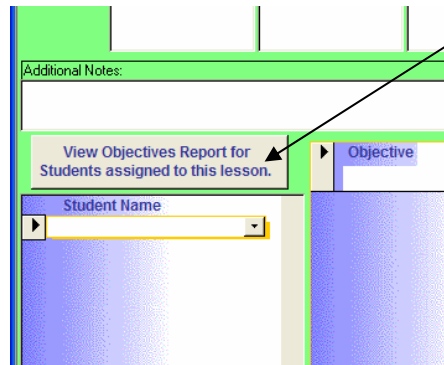 Additional Notes:
View Objectives Report for
Students assigned to this lesson.
Objective
Student Name